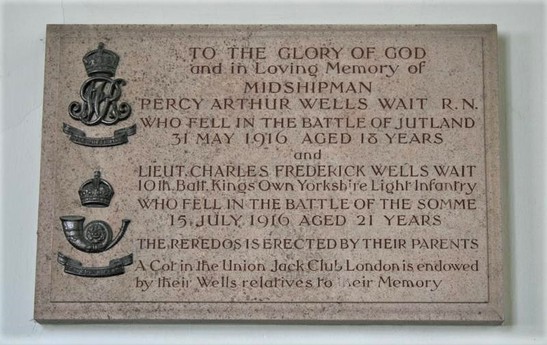 TO THE GLORY OF GOD
and in Loving Memory of
MIDSHIPMAN
PERCY ARTHUR WELLS WAIT R.N.
WHO FELL IN THE BATTLE OF JUTLAND
31 MAY 1916 AGED 18 YEARS
and
LIEUT. CHARLES FREDERICK WELLS WAIT
10th. Batt. Kings Own Yorkshire Light Infantry
WHO FELL IN THE BATTLE OF THE SOMME
15, JULY, 1916 AGED 21 YEARS
THE REREDOS IS ERECTED BY THEIR PARENTS
A Cot in the Union Jack Club London is endowed
by their Wells relatives to their Memory